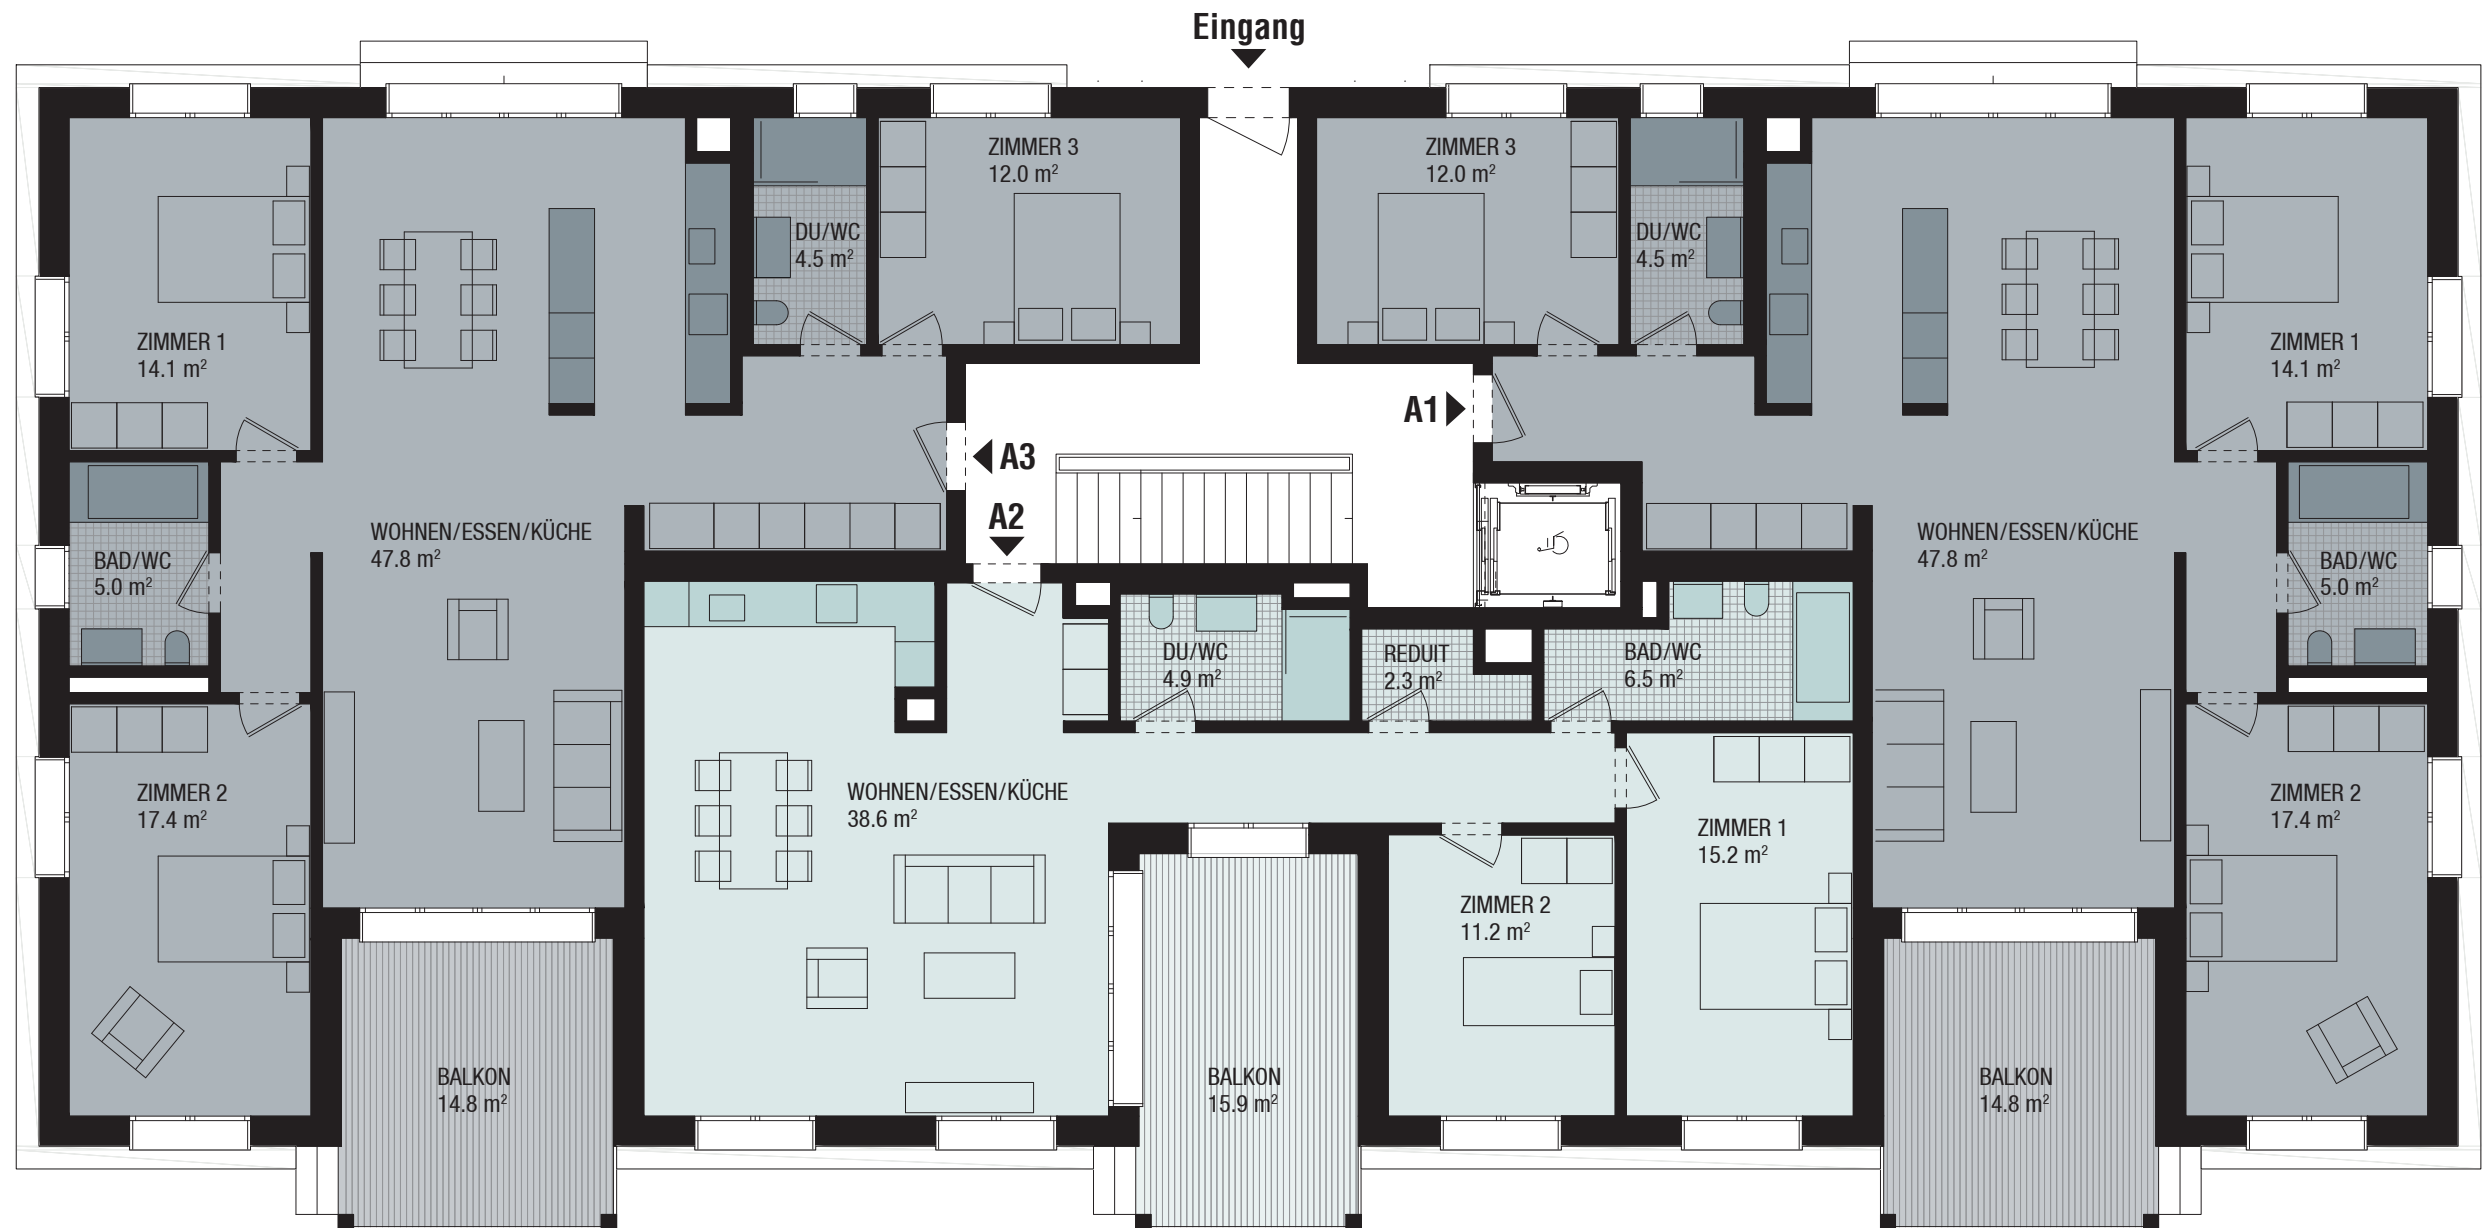 Eingang
ZIMMER 3
12.0 m²
ZIMMER 3
12.0 m²
DU/WC
4.5 m²
DU/WC
4.5 m²
ZIMMER 1
14.1 m²
ZIMMER 1
14.1 m²
A1
A3
A2
WOHNEN/ESSEN/KÜCHE
47.8 m²
WOHNEN/ESSEN/KÜCHE
47.8 m²
BAD/WC
5.0 m²
BAD/WC
5.0 m²
DU/WC
4.9 m²
REDUIT
2.3 m²
BAD/WC
6.5 m²
ZIMMER 2
17.4 m²
WOHNEN/ESSEN/KÜCHE
38.6 m²
ZIMMER 1
15.2 m²
ZIMMER 2
17.4 m²
ZIMMER 2
11.2 m²
BALKON
14.8 m²
BALKON
15.9 m²
BALKON
14.8 m²